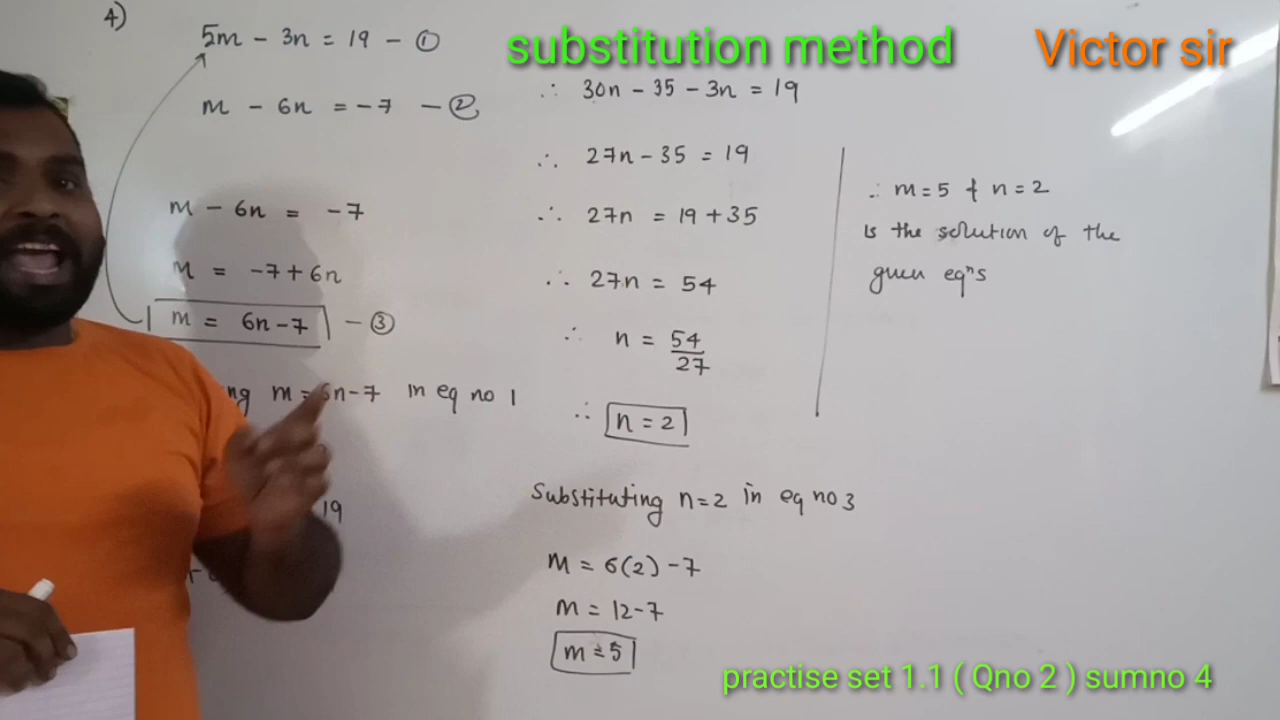 substitution method
Victor sir
4)
5m - 3n = 19 - ①
m - 6n = -7 - ②
m - 6n = -7
m = -7 + 6n
m = 6n - 7 - ③
m = 6n - 7 in eq no 1
19
∴ 30n - 35 - 3n = 19
∴ 27n - 35 = 19
∴ 27n = 19 + 35
∴ 27n = 54
∴ n = 54/27
∴ n = 2
Substituting n = 2 in eq no 3
m = 6(2) - 7
m = 12 - 7
m = 5
∴ m = 5 & n = 2
is the solution of the
given eqⁿs
practise set 1.1 ( Qno 2 ) sumno 4